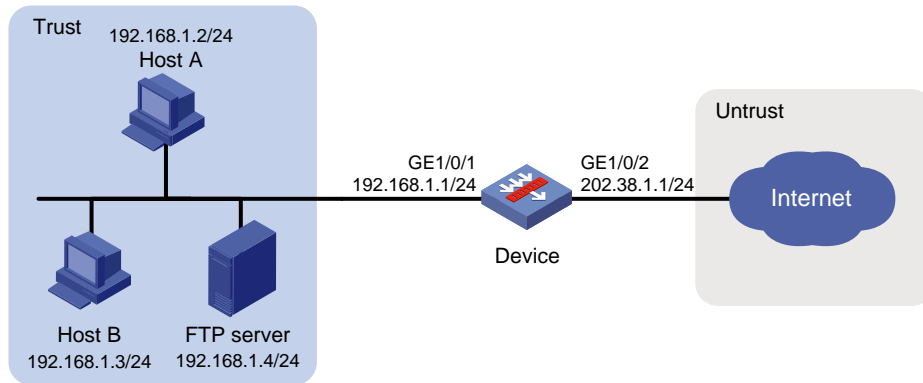 Trust
192.168.1.2/24
Host A
Untrust
GE1/0/1
192.168.1.1/24
GE1/0/2
202.38.1.1/24
Internet
Device
Host B
192.168.1.3/24
FTP server
192.168.1.4/24